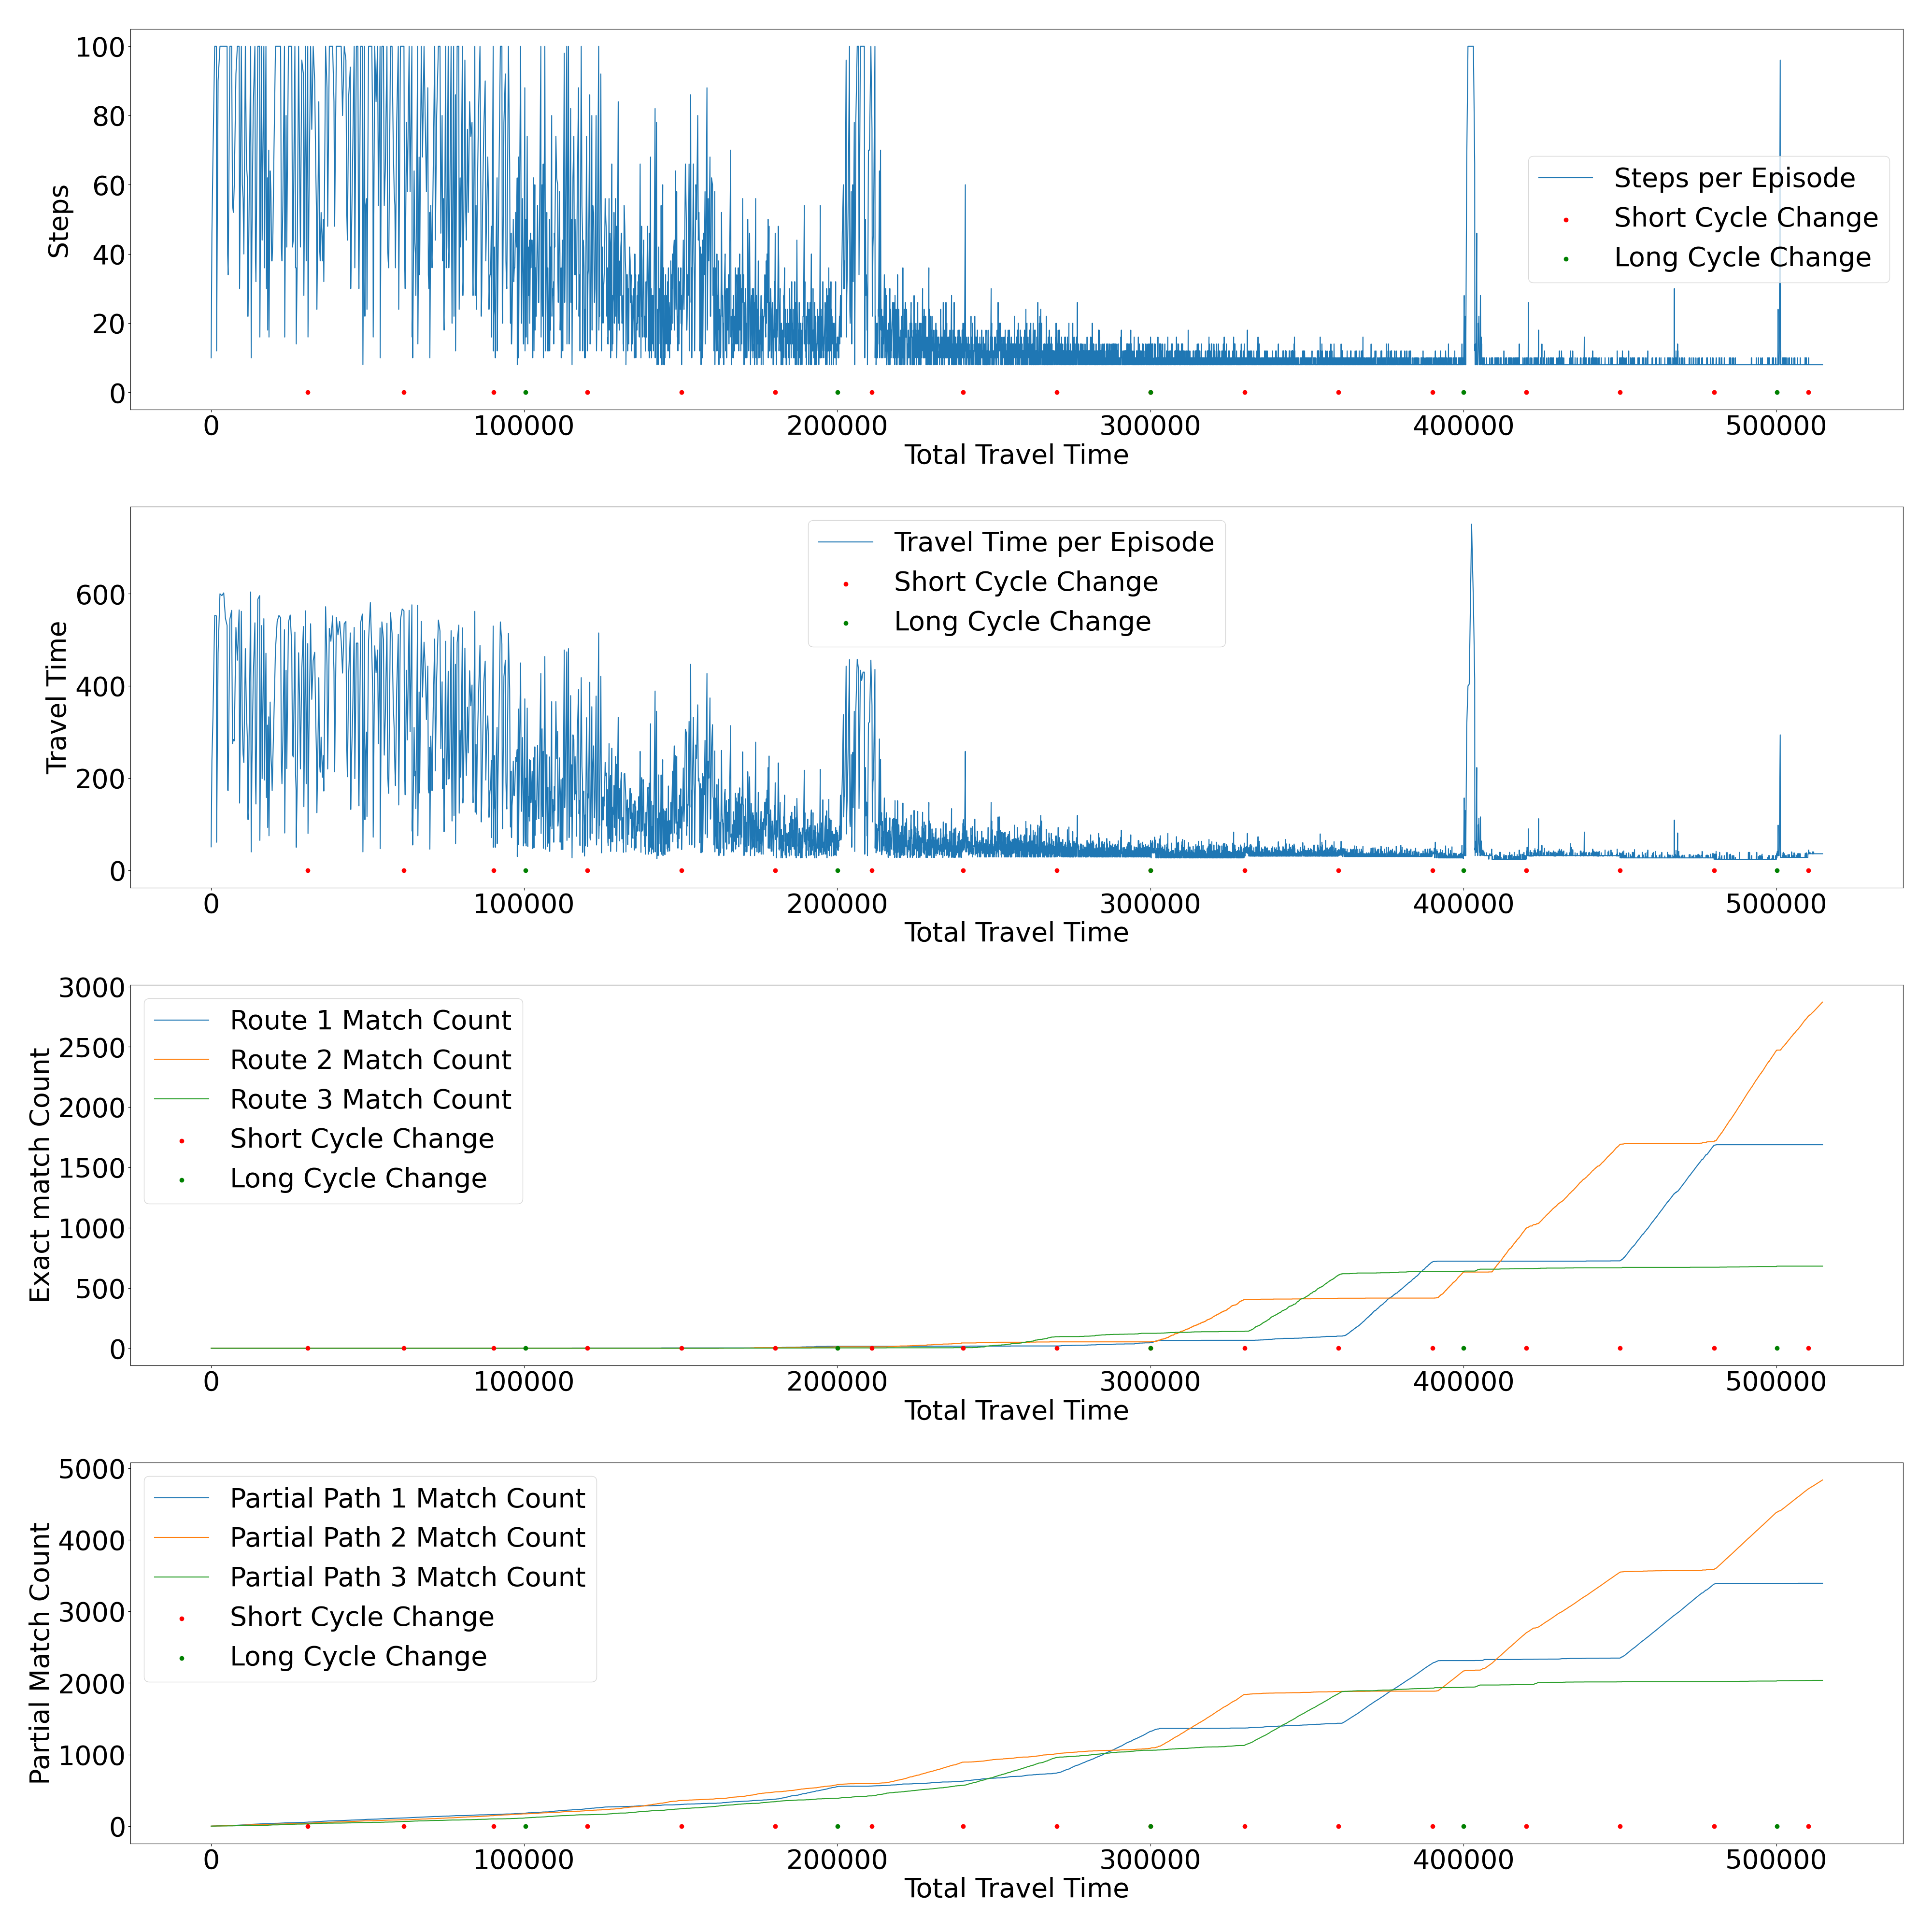 100
80
60
40
20
0
Steps
Steps per Episode
Short Cycle Change
Long Cycle Change
0 100000 200000 300000 400000 500000
Total Travel Time
600
400
200
0
Travel Time
Travel Time per Episode
Short Cycle Change
Long Cycle Change
0 100000 200000 300000 400000 500000
Total Travel Time
3000
2500
2000
1500
1000
500
0
Exact match Count
Route 1 Match Count
Route 2 Match Count
Route 3 Match Count
Short Cycle Change
Long Cycle Change
0 100000 200000 300000 400000 500000
Total Travel Time
5000
4000
3000
2000
1000
0
Partial Match Count
Partial Path 1 Match Count
Partial Path 2 Match Count
Partial Path 3 Match Count
Short Cycle Change
Long Cycle Change
0 100000 200000 300000 400000 500000
Total Travel Time